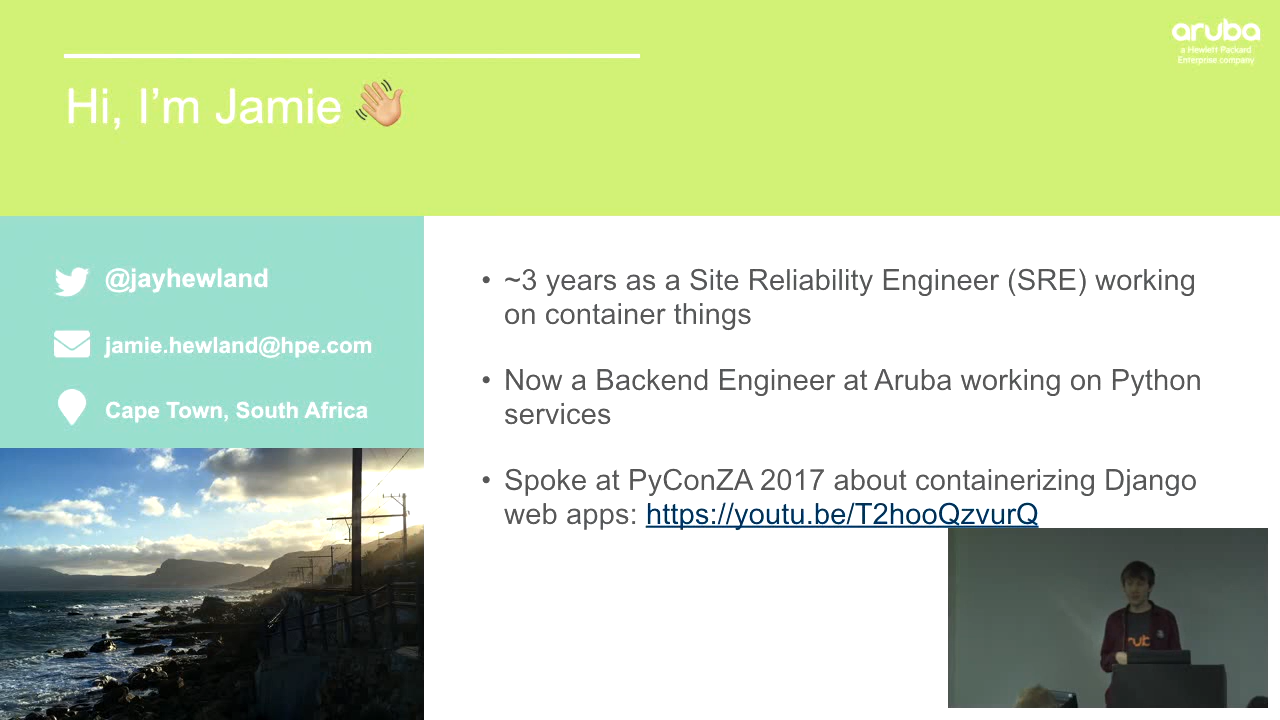 aruba
a Hewlett Packard
Enterprise company
Hi, I'm Jamie 👋🏼
@jayhewland
jamie.hewland@hpe.com
Cape Town, South Africa
• ~3 years as a Site Reliability Engineer (SRE) working
on container things
• Now a Backend Engineer at Aruba working on Python
services
• Spoke at PyConZA 2017 about containerizing Django
web apps: https://youtu.be/T2hooQzvurQ